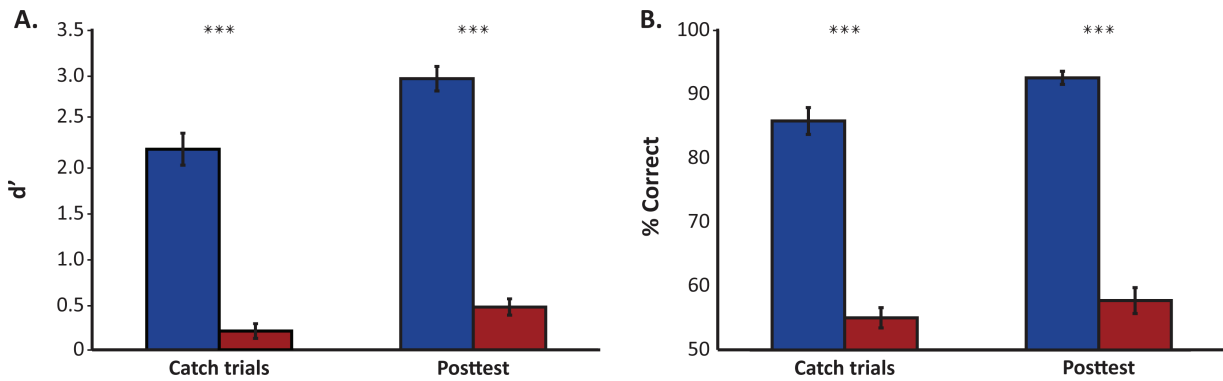 A.
3.5
3.0
2.5
2.0
1.5
1.0
0.5
0
d’
*** ***
Catch trials Posttest
B.
100
90
80
70
60
50
% Correct
*** ***
Catch trials Posttest